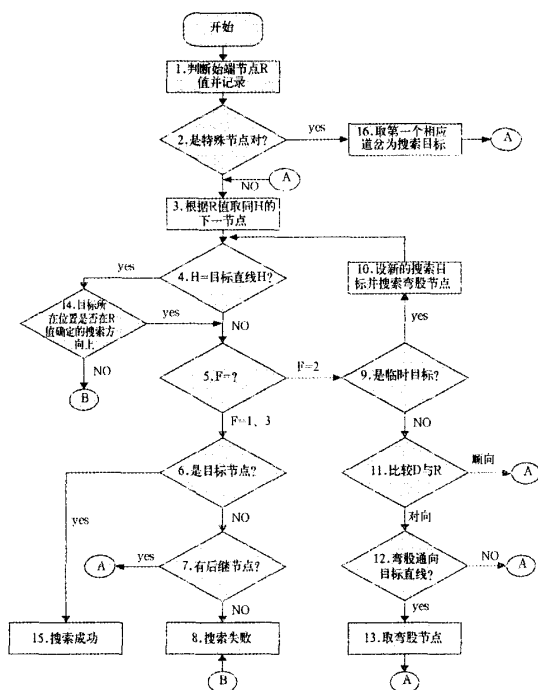 开始
1.判断始端节点R
值并记录
2.是特殊节点对?
yes
16.取第一个相应
道岔为搜索目标
A
NO
A
3.根据R值取同H的
下一节点
4.H=目标直线H?
yes
10.设新的搜索目
标并搜索弯股节点
14.目标所
在位置是否在R
值确定的搜索方
向上
yes
NO
yes
NO
B
5.F=?
F=2
9.是临时目标?
F=1、3
NO
6.是目标节点?
11.比较D与R
顺向
A
yes
NO
对向
A
yes
7.有后继节点?
12.弯股通向
目标直线?
NO
A
NO
yes
15.搜索成功
8.搜索失败
13.取弯股节点
B
A